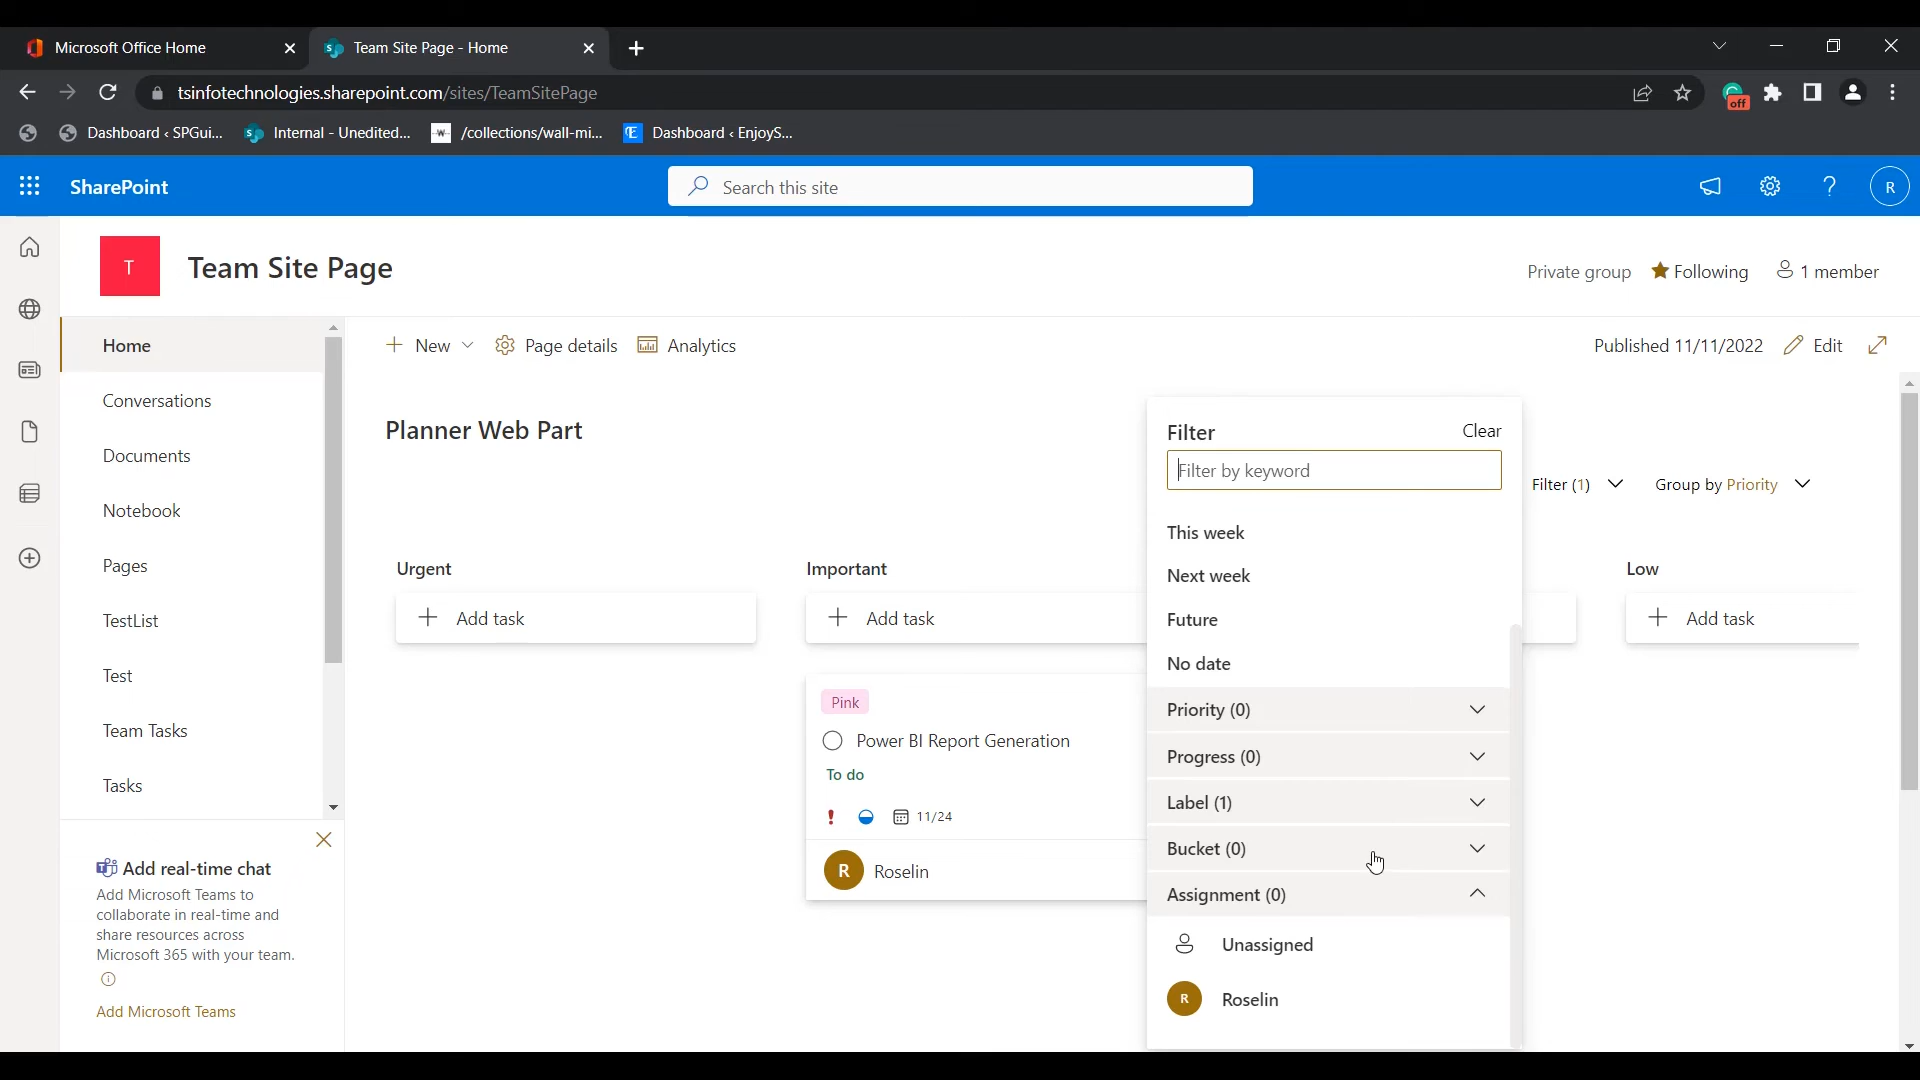 Microsoft Office Home
Team Site Page - Home
tsinfotechnologies.sharepoint.com/sites/TeamSitePage
off
Dashboard ‹ SPGui...
Internal - Unedited...
W
/collections/wall-mi...
E
Dashboard ‹ EnjoyS...
SharePoint
Search this site
?
R
T
Team Site Page
Private group
Following
1 member
Home
Conversations
Documents
Notebook
Pages
TestList
Test
Team Tasks
Tasks
New
Page details
Analytics
Published 11/11/2022
Edit
Planner Web Part
Filter (1)
Group by Priority
Urgent
Add task
Important
Add task
Low
Add task
Pink
Power BI Report Generation
To do
11/24
R
Roselin
Filter
Clear
Filter by keyword
This week
Next week
Future
No date
Priority (0)
Progress (0)
Label (1)
Bucket (0)
Assignment (0)
Unassigned
R
Roselin
Add real-time chat
Add Microsoft Teams to
collaborate in real-time and
share resources across
Microsoft 365 with your team.
Add Microsoft Teams